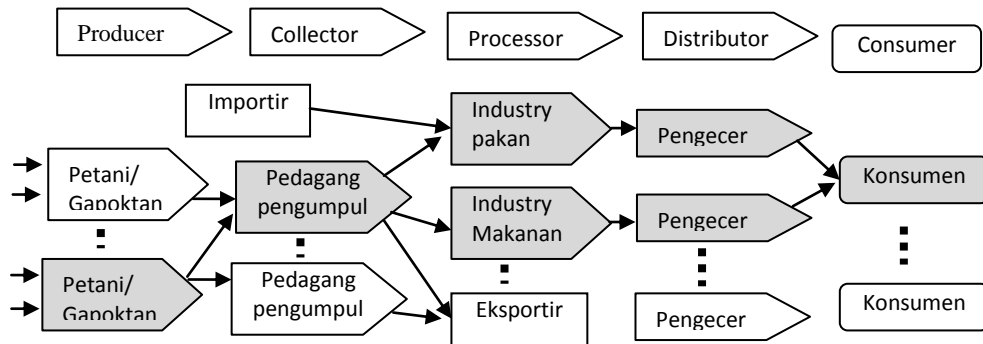 Producer
Collector
Processor
Distributor
Consumer
Importir
Industry
pakan
Pengecer
Petani/
Gapoktan
Pedagang
pengumpul
Konsumen
Industry
Makanan
Pengecer
Petani/
Gapoktan
Pedagang
pengumpul
Eksportir
Pengecer
Konsumen